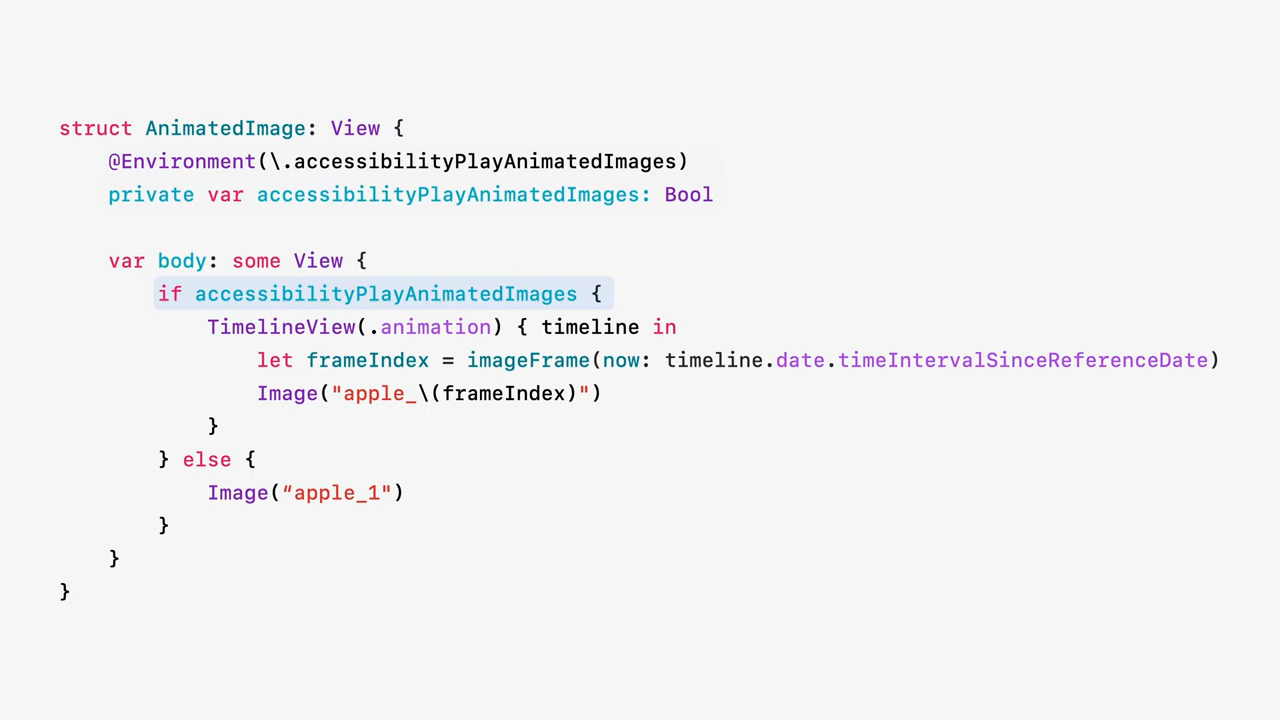 struct AnimatedImage: View {
    @Environment(\.accessibilityPlayAnimatedImages)
    private var accessibilityPlayAnimatedImages: Bool

    var body: some View {
        if accessibilityPlayAnimatedImages {
            TimelineView(.animation) { timeline in
                let frameIndex = imageFrame(now: timeline.date.timeIntervalSinceReferenceDate)
                Image("apple_\(frameIndex)")
            }
        } else {
            Image(“apple_1")
        }
    }
}